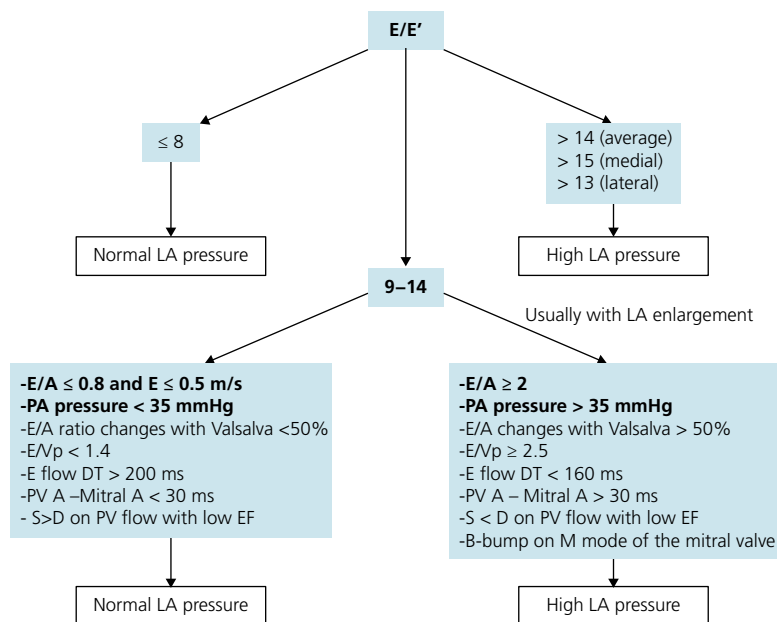 E/E′
≤ 8
> 14 (average)
> 15 (medial)
> 13 (lateral)
Normal LA pressure
High LA pressure
9–14
Usually with LA enlargement
-E/A ≤ 0.8 and E ≤ 0.5 m/s
-PA pressure < 35 mmHg
-E/A ratio changes with Valsalva <50%
-E/Vp < 1.4
-E flow DT > 200 ms
-PV A –Mitral A < 30 ms
- S>D on PV flow with low EF
-E/A ≥ 2
-PA pressure > 35 mmHg
-E/A changes with Valsalva > 50%
-E/Vp ≥ 2.5
-E flow DT < 160 ms
-PV A – Mitral A > 30 ms
-S < D on PV flow with low EF
-B-bump on M mode of the mitral valve
Normal LA pressure
High LA pressure